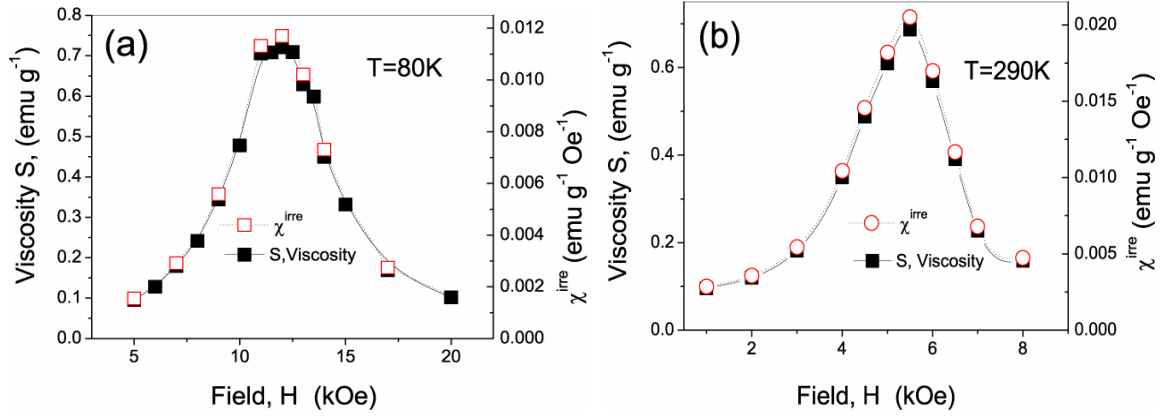 (a)
T=80K
Viscosity S, (emu g⁻¹)
0.8
0.7
0.6
0.5
0.4
0.3
0.2
0.1
0.0
χ^irre
S,Viscosity
0.012
0.010
0.008
0.006
0.004
0.002
0.000
χ^irre (emu g⁻¹ Oe⁻¹)
5 10 15 20
Field, H (kOe)
(b)
T=290K
Viscosity S, (emu g⁻¹)
0.6
0.4
0.2
0.0
χ^irre
S, Viscosity
0.020
0.015
0.010
0.005
0.000
χ^irre (emu g⁻¹ Oe⁻¹)
2 4 6 8
Field, H (kOe)